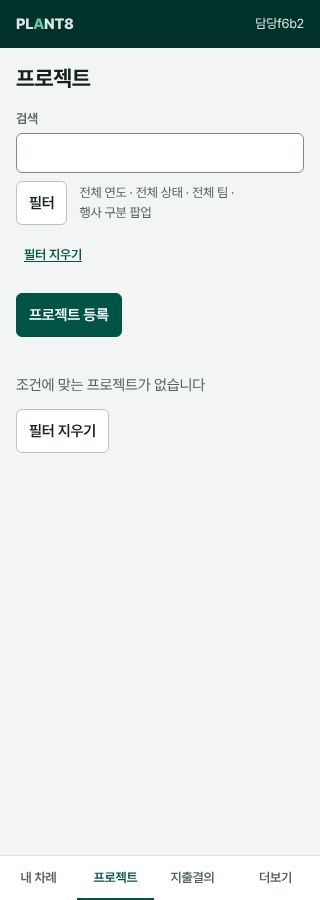 PLANT8
담당f6b2
프로젝트
검색
필터
전체 연도 · 전체 상태 · 전체 팀 ·
행사 구분 팝업
필터 지우기
프로젝트 등록
조건에 맞는 프로젝트가 없습니다
필터 지우기
내 차례
프로젝트
지출결의
더보기